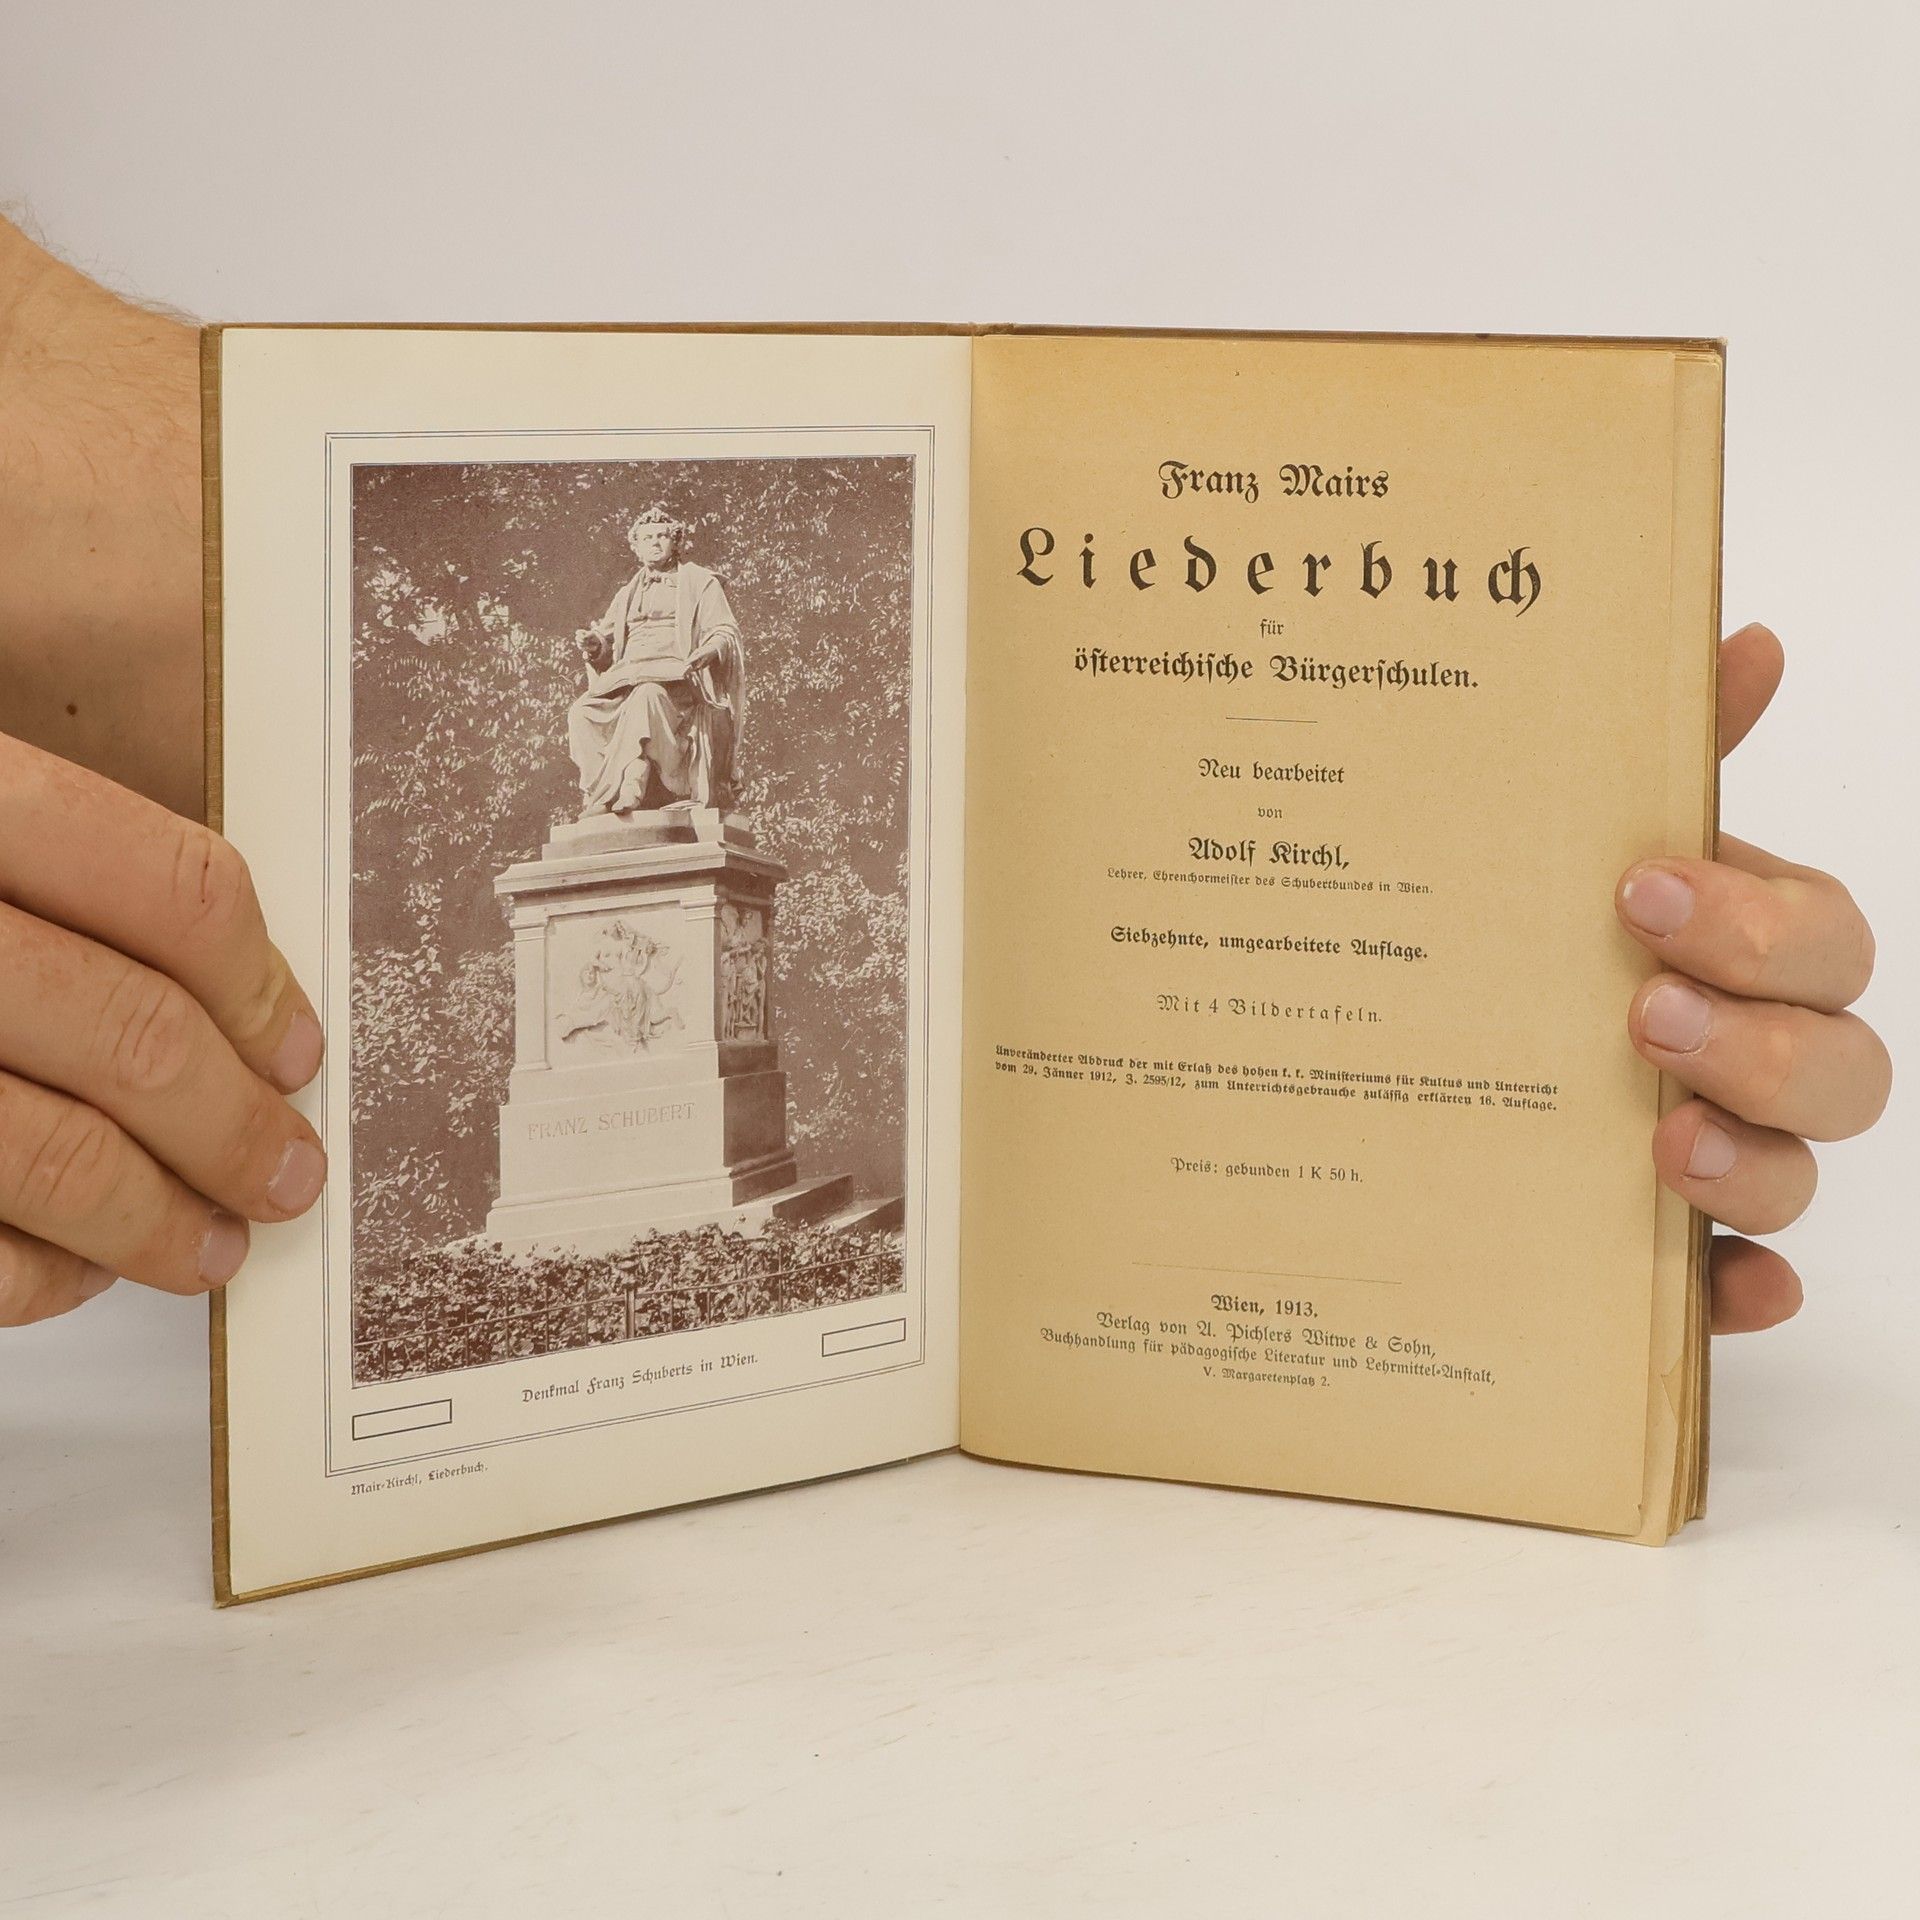 FRANZ SCHUBERT
Denkmal Franz Schuberts in Wien.
Mair-Kirchl, Liederbuch.
Franz Mairs
Liederbuch
für
österreichische Bürgerschulen.
Neu bearbeitet
von
Adolf Kirchl,
Lehrer, Ehrenchormeister des Schubertbundes in Wien.
Siebzehnte, umgearbeitete Auflage.
Mit 4 Bildertafeln.
Unveränderter Abdruck der mit Erlaß des hohen k. k. Ministeriums für Kultus und Unterricht
vom 29. Jänner 1912, Z. 2595/12, zum Unterrichtsgebrauche zulässig erklärten 16. Auflage.
Preis: gebunden 1 K 50 h.
Wien, 1913.
Verlag von A. Pichlers Witwe & Sohn,
Buchhandlung für pädagogische Literatur und Lehrmittel-Anstalt,
V. Margaretenplatz 2.